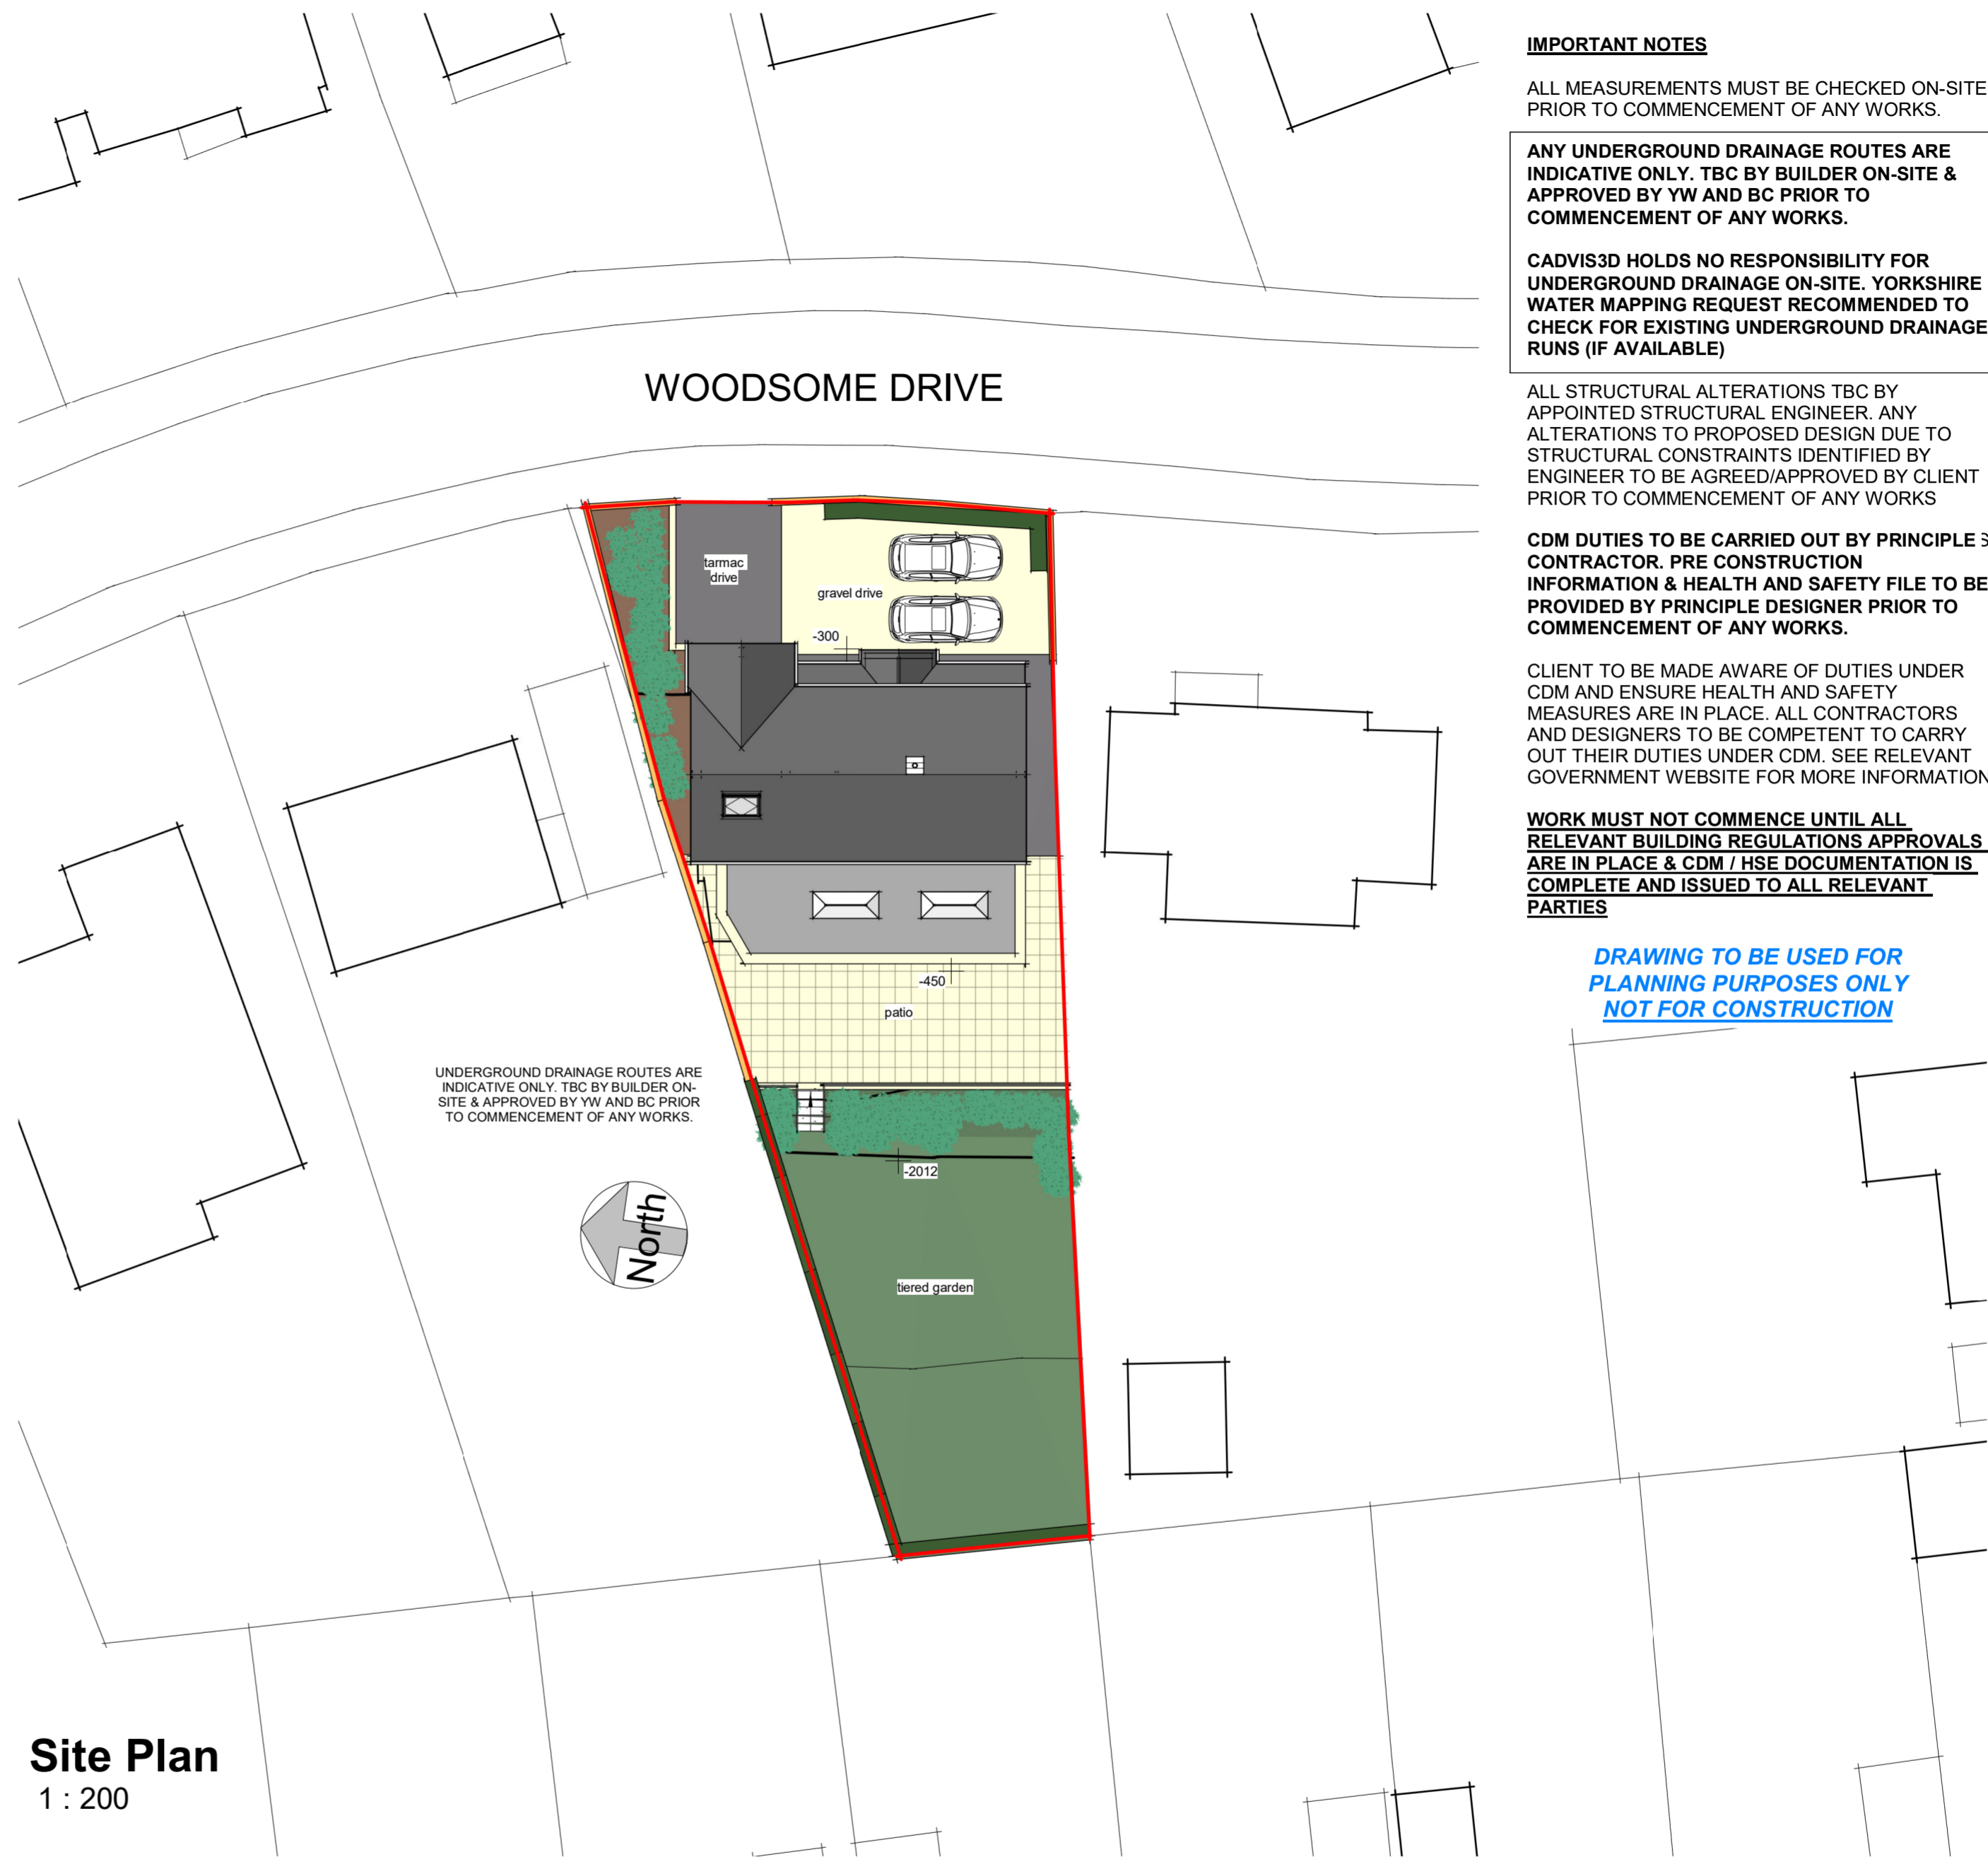 IMPORTANT NOTES
ALL MEASUREMENTS MUST BE CHECKED ON-SITE
PRIOR TO COMMENCEMENT OF ANY WORKS.
ANY UNDERGROUND DRAINAGE ROUTES ARE
INDICATIVE ONLY. TBC BY BUILDER ON-SITE &
APPROVED BY YW AND BC PRIOR TO
COMMENCEMENT OF ANY WORKS.
CADVIS3D HOLDS NO RESPONSIBILITY FOR
UNDERGROUND DRAINAGE ON-SITE. YORKSHIRE
WATER MAPPING REQUEST RECOMMENDED TO
CHECK FOR EXISTING UNDERGROUND DRAINAGE
RUNS (IF AVAILABLE)
ALL STRUCTURAL ALTERATIONS TBC BY
APPOINTED STRUCTURAL ENGINEER. ANY
ALTERATIONS TO PROPOSED DESIGN DUE TO
STRUCTURAL CONSTRAINTS IDENTIFIED BY
ENGINEER TO BE AGREED/APPROVED BY CLIENT
PRIOR TO COMMENCEMENT OF ANY WORKS
CDM DUTIES TO BE CARRIED OUT BY PRINCIPLE
CONTRACTOR. PRE CONSTRUCTION
INFORMATION & HEALTH AND SAFETY FILE TO BE
PROVIDED BY PRINCIPLE DESIGNER PRIOR TO
COMMENCEMENT OF ANY WORKS.
CLIENT TO BE MADE AWARE OF DUTIES UNDER
CDM AND ENSURE HEALTH AND SAFETY
MEASURES ARE IN PLACE. ALL CONTRACTORS
AND DESIGNERS TO BE COMPETENT TO CARRY
OUT THEIR DUTIES UNDER CDM. SEE RELEVANT
GOVERNMENT WEBSITE FOR MORE INFORMATION
WORK MUST NOT COMMENCE UNTIL ALL
RELEVANT BUILDING REGULATIONS APPROVALS
ARE IN PLACE & CDM / HSE DOCUMENTATION IS
COMPLETE AND ISSUED TO ALL RELEVANT
PARTIES
DRAWING TO BE USED FOR
PLANNING PURPOSES ONLY
NOT FOR CONSTRUCTION
WOODSOME DRIVE
tarmac
drive
gravel drive
-300
-450
patio
UNDERGROUND DRAINAGE ROUTES ARE
INDICATIVE ONLY. TBC BY BUILDER ON-
SITE & APPROVED BY YW AND BC PRIOR
TO COMMENCEMENT OF ANY WORKS.
-2012
North
tiered garden
Site Plan
1 : 200